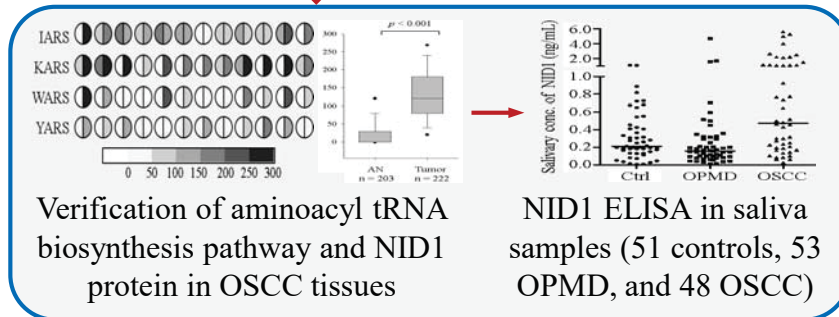 IARS
KARS
WARS
YARS
0 50 100 150 200 250 300
p < 0.001
300
250
200
150
100
50
0
AN
n = 203
Tumor
n = 222
Salivary conc. of NID1 (ng/mL)
6.0
4.0
2.0
1.0
0.8
0.6
0.4
0.2
0.0
Ctrl OPMD OSCC
Verification of aminoacyl tRNA
biosynthesis pathway and NID1
protein in OSCC tissues
NID1 ELISA in saliva
samples (51 controls, 53
OPMD, and 48 OSCC)